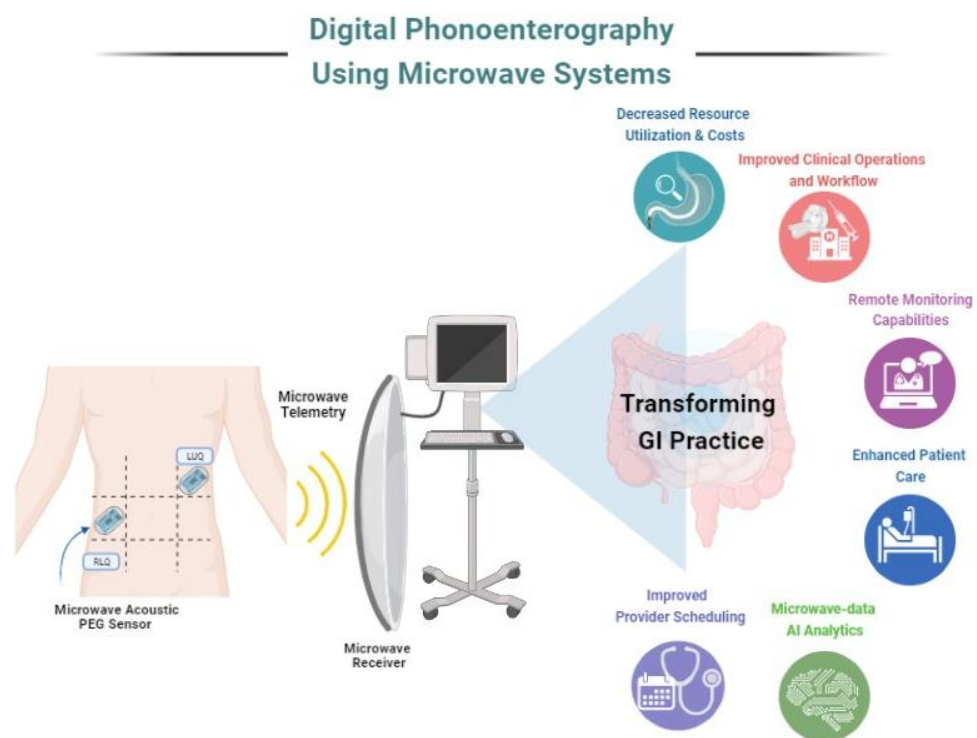 Digital Phonoenterography
Using Microwave Systems
Decreased Resource
Utilization & Costs
Improved Clinical Operations
and Workflow
H
Remote Monitoring
Capabilities
Microwave
Telemetry
Transforming
GI Practice
LUQ
Enhanced Patient
Care
RLQ
Microwave Acoustic
PEG Sensor
Microwave
Receiver
Improved
Provider Scheduling
Microwave-data
AI Analytics